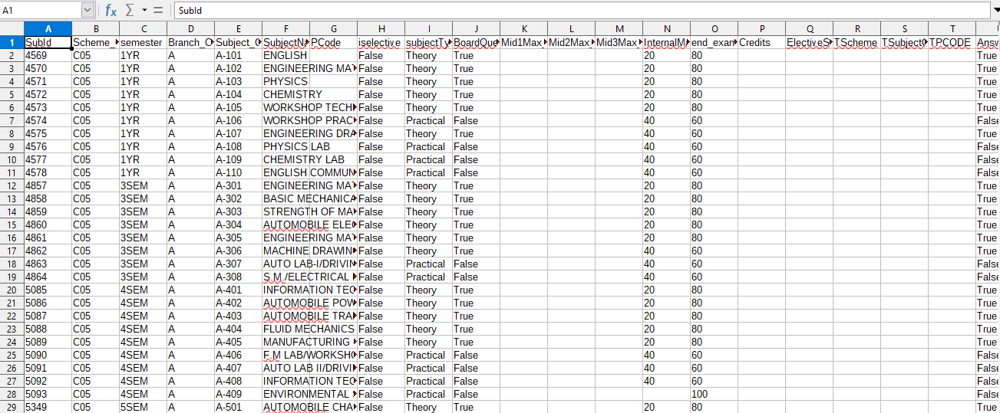 A1 fx Σ = SubId
A B C D E F G H I J K L M N O P Q R S T
1 SubId Scheme_ semester Branch_C Subject_C SubjectNa PCode iselective subjectTy BoardQue Mid1Max_ Mid2Max_ Mid3Max_ InternalMa end_exam Credits ElectiveS TScheme TSubject TPCODE Answ
2 4569 C05 1YR A A-101 ENGLISH False Theory True 20 80 True
3 4570 C05 1YR A A-102 ENGINEERING MAT False Theory True 20 80 True
4 4571 C05 1YR A A-103 PHYSICS False Theory True 20 80 True
5 4572 C05 1YR A A-104 CHEMISTRY False Theory True 20 80 True
6 4573 C05 1YR A A-105 WORKSHOP TECH False Theory True 20 80 True
7 4574 C05 1YR A A-106 WORKSHOP PRAC False Practical False 40 60 False
8 4575 C05 1YR A A-107 ENGINEERING DRA False Theory True 40 60 True
9 4576 C05 1YR A A-108 PHYSICS LAB False Practical False 40 60 False
10 4577 C05 1YR A A-109 CHEMISTRY LAB False Practical False 40 60 False
11 4578 C05 1YR A A-110 ENGLISH COMMUN False Practical False 40 60 False
12 4857 C05 3SEM A A-301 ENGINEERING MAT False Theory True 20 80 True
13 4858 C05 3SEM A A-302 BASIC MECHANICA False Theory True 20 80 True
14 4859 C05 3SEM A A-303 STRENGTH OF MA False Theory True 20 80 True
15 4860 C05 3SEM A A-304 AUTOMOBILE ELEC False Theory True 20 80 True
16 4861 C05 3SEM A A-305 ENGINEERING MAT False Theory True 20 80 True
17 4862 C05 3SEM A A-306 MACHINE DRAWIN False Theory True 40 60 True
18 4863 C05 3SEM A A-307 AUTO LAB-I/DRIVIN False Practical False 40 60 False
19 4864 C05 3SEM A A-308 S.M./ELECTRICAL False Practical False 40 60 False
20 5085 C05 4SEM A A-401 INFORMATION TEC False Theory True 20 80 True
21 5086 C05 4SEM A A-402 AUTOMOBILE POW False Theory True 20 80 True
22 5087 C05 4SEM A A-403 AUTOMOBILE TRA False Theory True 20 80 True
23 5088 C05 4SEM A A-404 FLUID MECHANICS False Theory True 20 80 True
24 5089 C05 4SEM A A-405 MANUFACTURING False Theory True 20 80 True
25 5090 C05 4SEM A A-406 F.M LAB/WORKSHO False Practical False 40 60 False
26 5091 C05 4SEM A A-407 AUTO LAB II/DRIVI False Practical False 40 60 False
27 5092 C05 4SEM A A-408 INFORMATION TEC False Practical False 40 60 False
28 5093 C05 4SEM A A-409 ENVIRONMENTAL False Practical False 100 False
29 5349 C05 5SEM A A-501 AUTOMOBILE CHA False Theory True 20 80 True